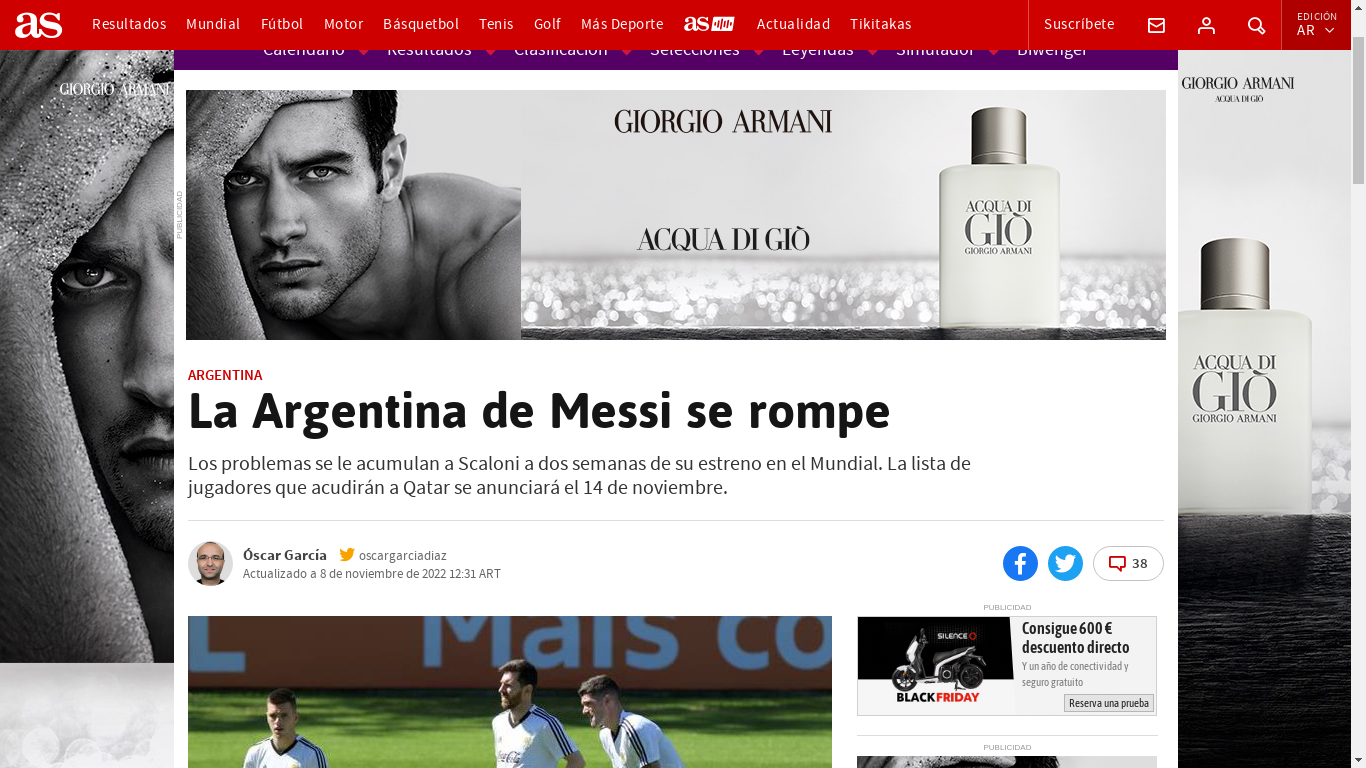 as
Resultados
Mundial
Fútbol
Motor
Básquetbol
Tenis
Golf
Más Deporte
as
Actualidad
Tikitakas
Suscríbete
EDICIÓN
AR
Calendario
Resultados
Clasificación
Selecciones
Leyendas
Simulador
Biwenger
GIORGIO ARMANI
GIORGIO ARMANI
ACQUA DI GIÒ
PUBLICIDAD
GIORGIO ARMANI
ACQUA DI GIÒ
ACQUA DI
GIÒ
GIORGIO ARMANI
ACQUA DI
GIÒ
GIORGIO ARMANI
ARGENTINA
La Argentina de Messi se rompe
Los problemas se le acumulan a Scaloni a dos semanas de su estreno en el Mundial. La lista de
jugadores que acudirán a Qatar se anunciará el 14 de noviembre.
Óscar García oscargarciadiaz
Actualizado a 8 de noviembre de 2022 12:31 ART
38
PUBLICIDAD
SILENCE
BLACKFRIDAY
Consigue 600 €
descuento directo
Y un año de conectividad y
seguro gratuito
Reserva una prueba
PUBLICIDAD
L Mais co